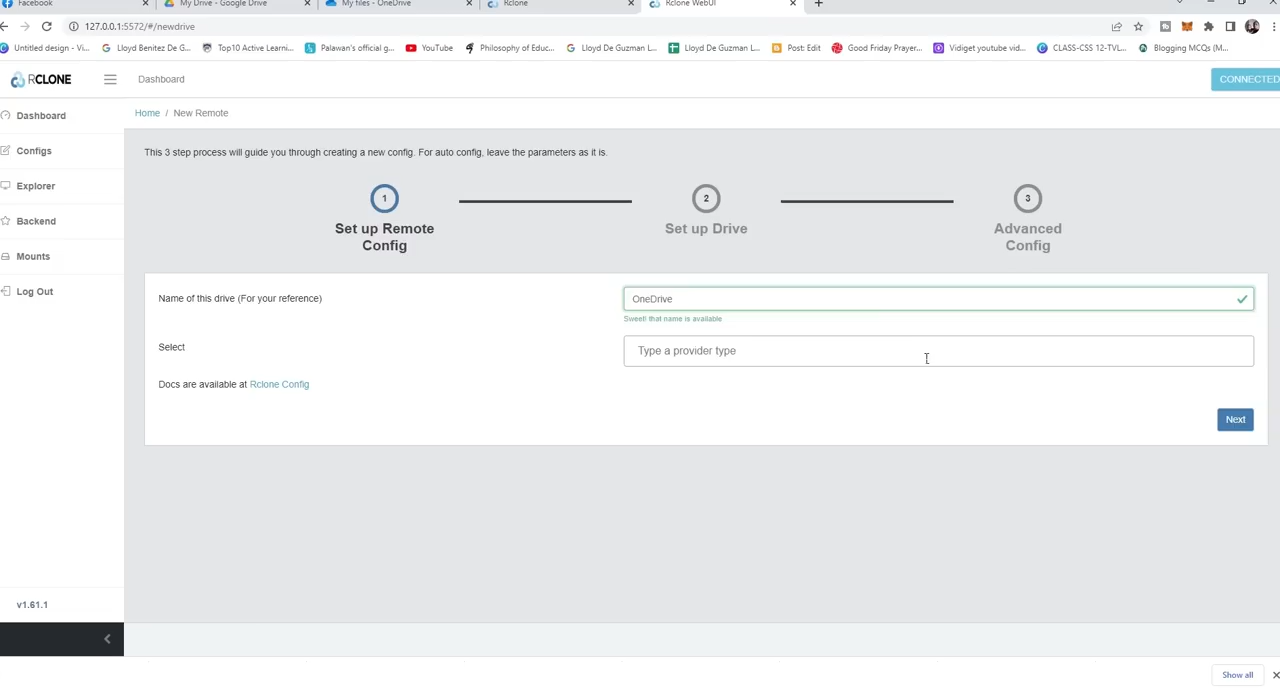 Facebook
My Drive - Google Drive
My files - OneDrive
Rclone
Rclone WebUI
127.0.0.1:5572/#/newdrive
Untitled design - Vi...
Lloyd Benitez De G...
Top10 Active Learni...
Palawan's official g...
YouTube
Philosophy of Educ...
Lloyd De Guzman L...
Lloyd De Guzman L...
Post: Edit
Good Friday Prayer...
Vidiget youtube vid...
CLASS-CSS 12-TVL...
Blogging MCQs (M...
RCLONE
Dashboard
CONNECTED
Dashboard
Configs
Explorer
Backend
Mounts
Log Out
Home / New Remote
This 3 step process will guide you through creating a new config. For auto config, leave the parameters as it is.
1
Set up Remote
Config
2
Set up Drive
3
Advanced
Config
Name of this drive (For your reference)
OneDrive
Sweet! that name is available
Select
Type a provider type
Docs are available at Rclone Config
Next
v1.61.1
Show all